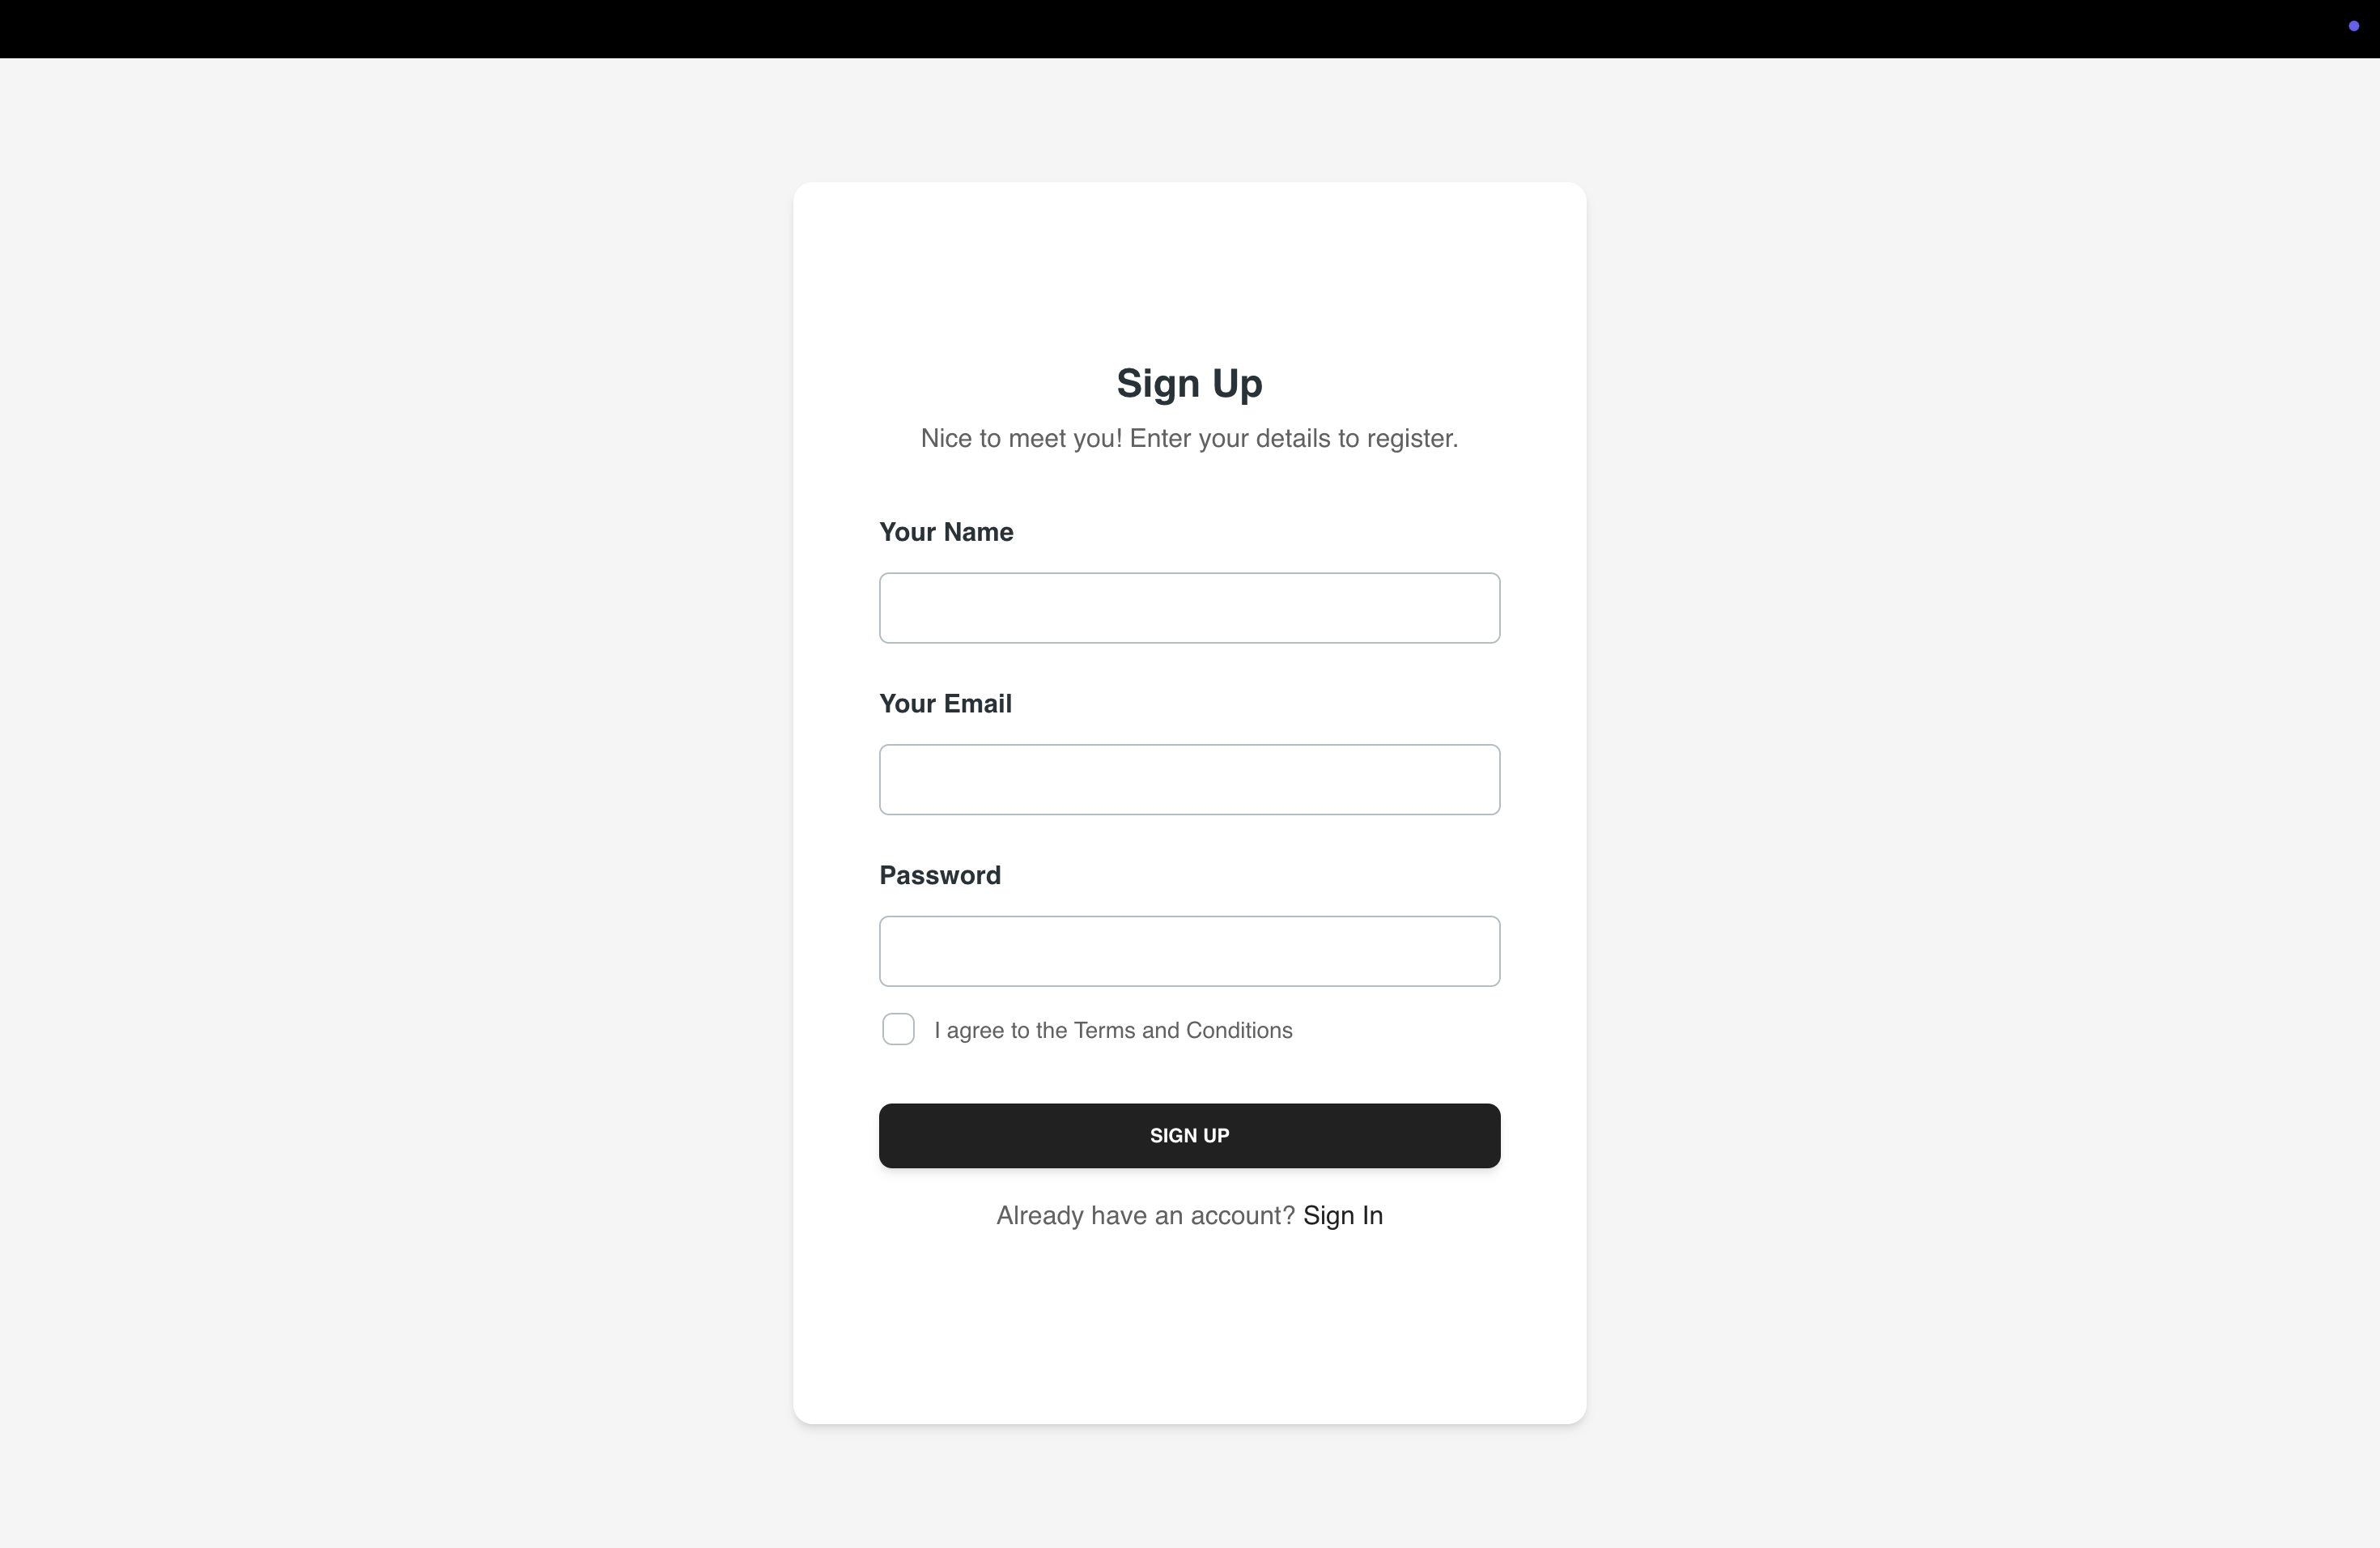 Sign Up
Nice to meet you! Enter your details to register.
Your Name
Your Email
Password
I agree to the Terms and Conditions
SIGN UP
Already have an account? Sign In